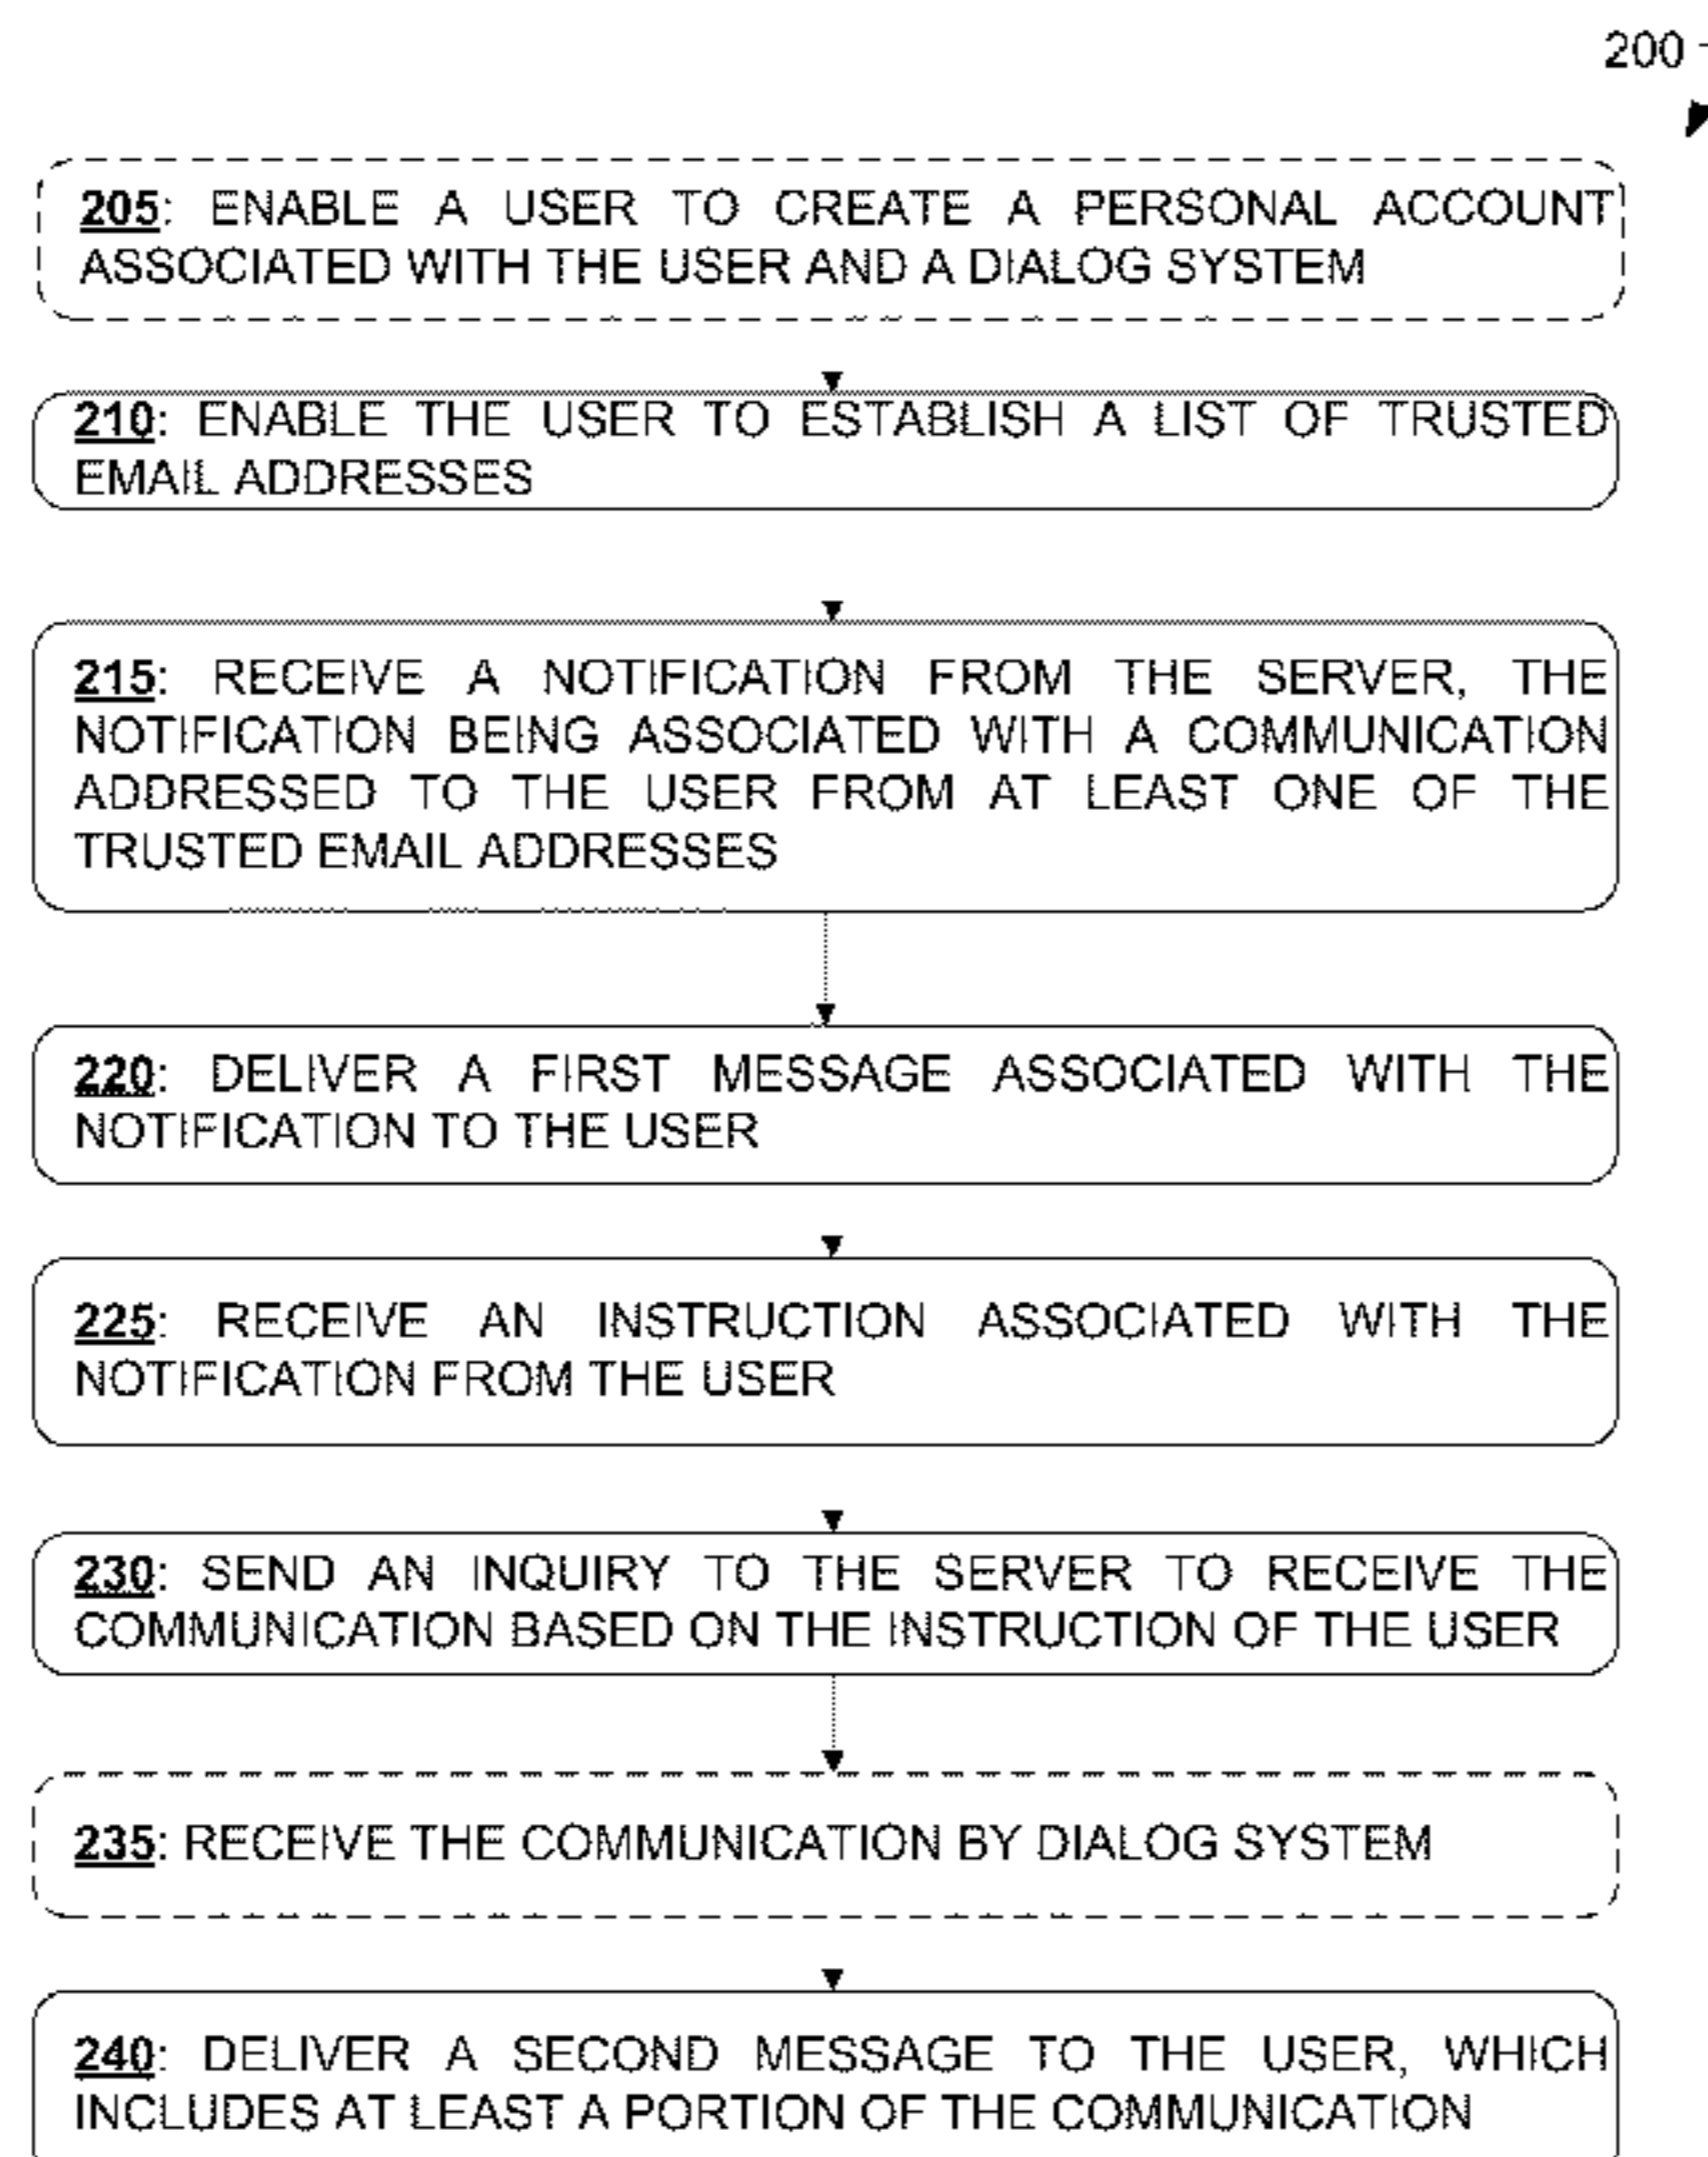 200
205: ENABLE A USER TO CREATE A PERSONAL ACCOUNT
ASSOCIATED WITH THE USER AND A DIALOG SYSTEM
210: ENABLE THE USER TO ESTABLISH A LIST OF TRUSTED
EMAIL ADDRESSES
215: RECEIVE A NOTIFICATION FROM THE SERVER, THE
NOTIFICATION BEING ASSOCIATED WITH A COMMUNICATION
ADDRESSED TO THE USER FROM AT LEAST ONE OF THE
TRUSTED EMAIL ADDRESSES
220: DELIVER A FIRST MESSAGE ASSOCIATED WITH THE
NOTIFICATION TO THE USER
225: RECEIVE AN INSTRUCTION ASSOCIATED WITH THE
NOTIFICATION FROM THE USER
230: SEND AN INQUIRY TO THE SERVER TO RECEIVE THE
COMMUNICATION BASED ON THE INSTRUCTION OF THE USER
235: RECEIVE THE COMMUNICATION BY DIALOG SYSTEM
240: DELIVER A SECOND MESSAGE TO THE USER, WHICH
INCLUDES AT LEAST A PORTION OF THE COMMUNICATION